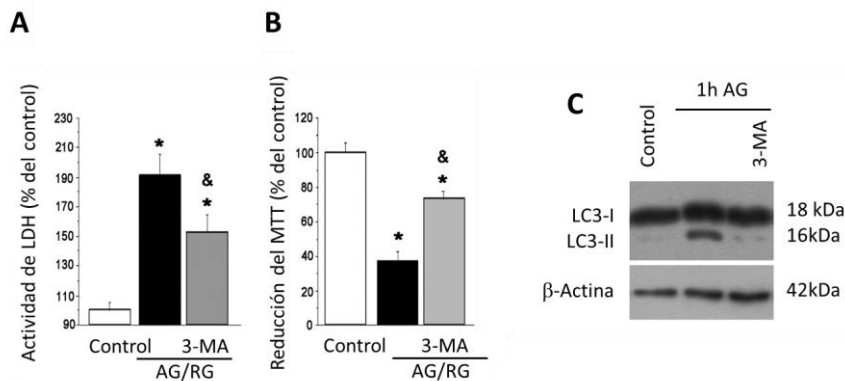 A
Actividad de LDH (% del control)
230
210
190
170
150
130
110
90
*
&
*
Control
3-MA
AG/RG
B
Reducción del MTT (% del control)
120
100
80
60
40
20
0
*
&
*
Control
3-MA
AG/RG
C
1h AG
Control
3-MA
LC3-I
18 kDa
LC3-II
16kDa
β-Actina
42kDa